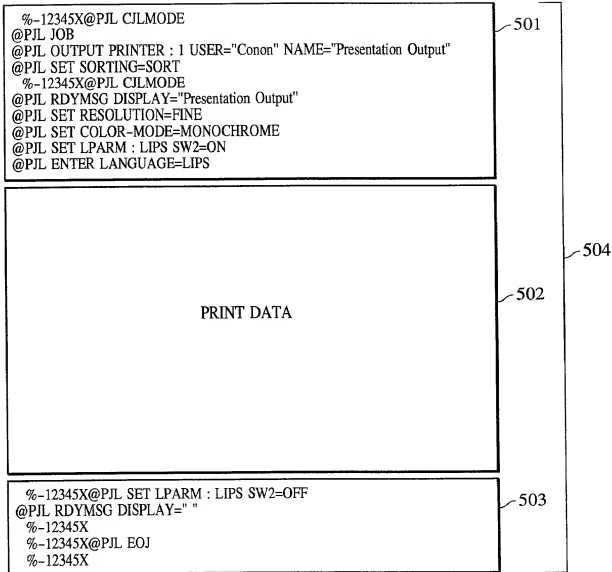 %-12345X@PJL CJLMODE
@PJL JOB
@PJL OUTPUT PRINTER : 1 USER="Conon" NAME="Presentation Output"
@PJL SET SORTING=SORT
%-12345X@PJL CJLMODE
@PJL RDYMSG DISPLAY="Presentation Output"
@PJL SET RESOLUTION=FINE
@PJL SET COLOR-MODE=MONOCHROME
@PJL SET LPARM : LIPS SW2=ON
@PJL ENTER LANGUAGE=LIPS
501
504
502
PRINT DATA
%-12345X@PJL SET LPARM : LIPS SW2=OFF
@PJL RDYMSG DISPLAY=" "
%-12345X
%-12345X@PJL EOJ
%-12345X
503